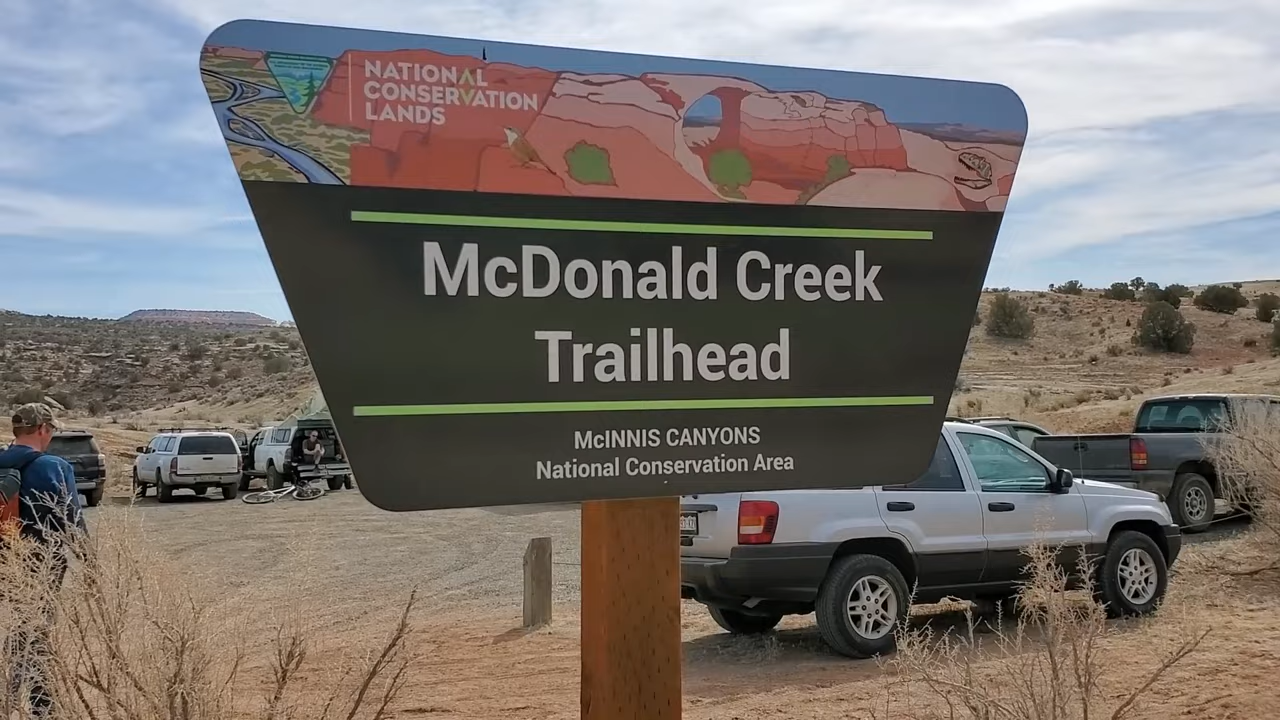 NATIONAL
CONSERVATION
LANDS
McDonald Creek
Trailhead
McINNIS CANYONS
National Conservation Area